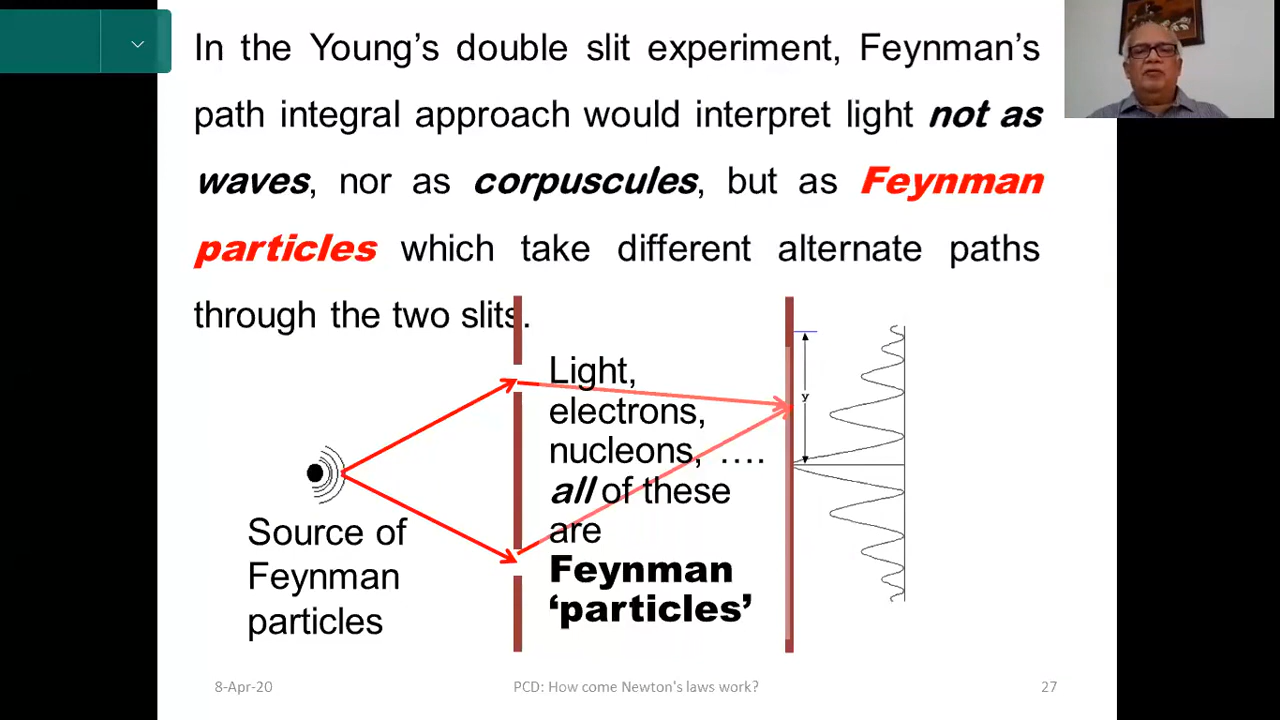 In the Young’s double slit experiment, Feynman’s
path integral approach would interpret light not as
waves, nor as corpuscules, but as Feynman
particles which take different alternate paths
through the two slits.
Light,
electrons,
nucleons, ....
all of these
are
Feynman
‘particles’
y
Source of
Feynman
particles
8-Apr-20
PCD: How come Newton's laws work?
27